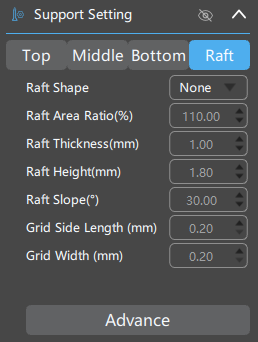 Support Setting
Top Middle Bottom Raft
Raft Shape None
Raft Area Ratio(%) 110.00
Raft Thickness(mm) 1.00
Raft Height(mm) 1.80
Raft Slope(°) 30.00
Grid Side Length (mm) 0.20
Grid Width (mm) 0.20
Advance